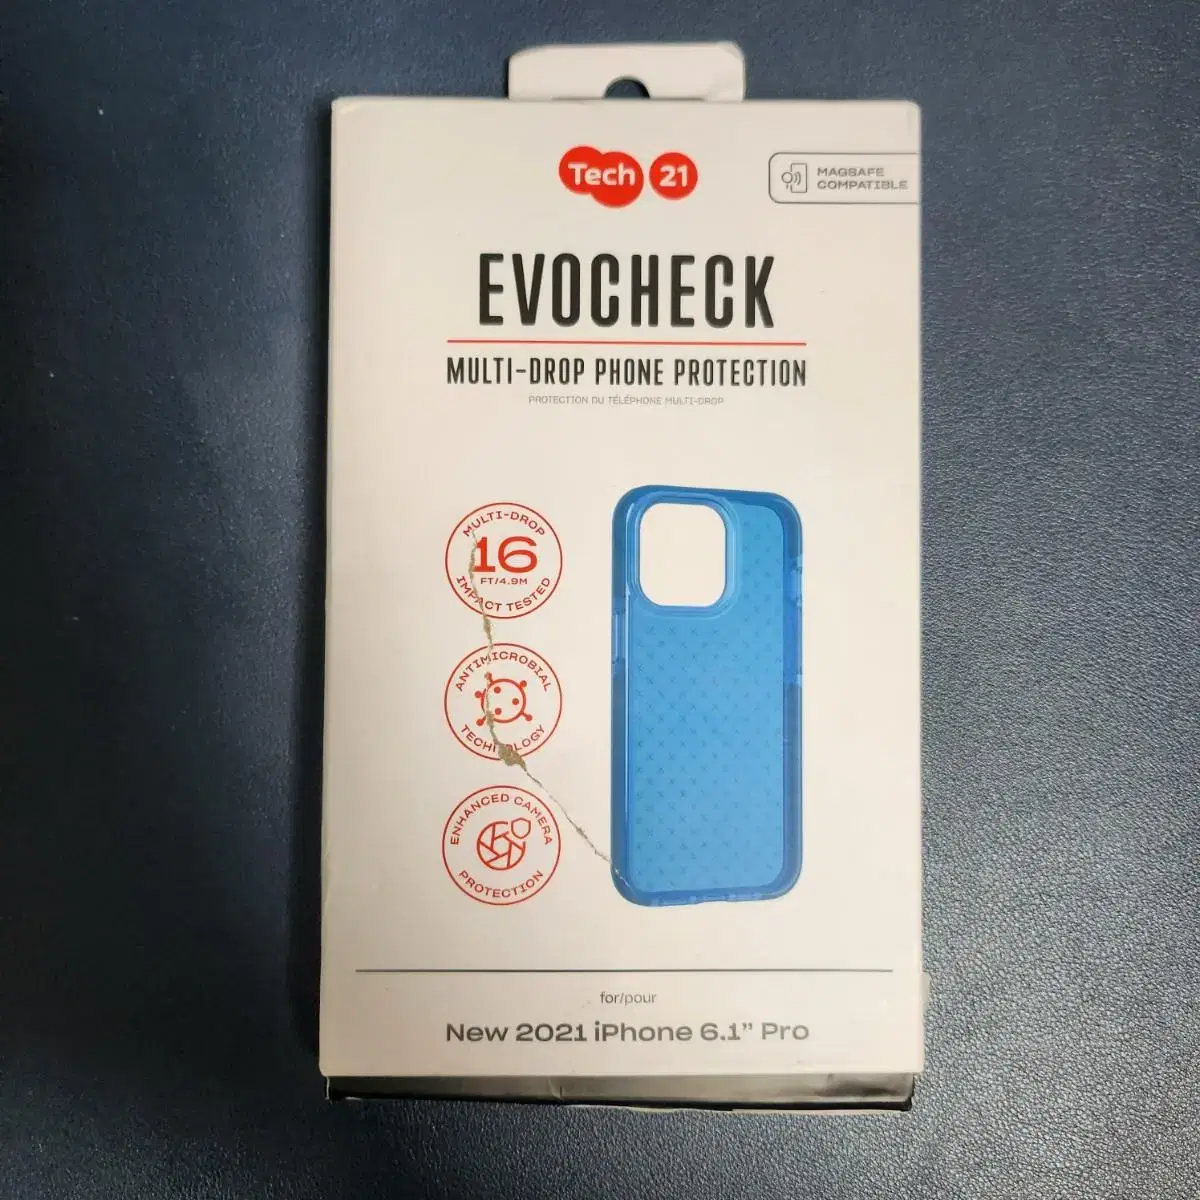 Tech 21
MAGSAFE
COMPATIBLE
EVOCHECK
MULTI-DROP PHONE PROTECTION
PROTECTION DU TÉLÉPHONE MULTI-DROP
MULTI-DROP
16
FT/4.9M
IMPACT TESTED
ANTIMICROBIAL
TECHNOLOGY
ENHANCED CAMERA
PROTECTION
for/pour
New 2021 iPhone 6.1” Pro